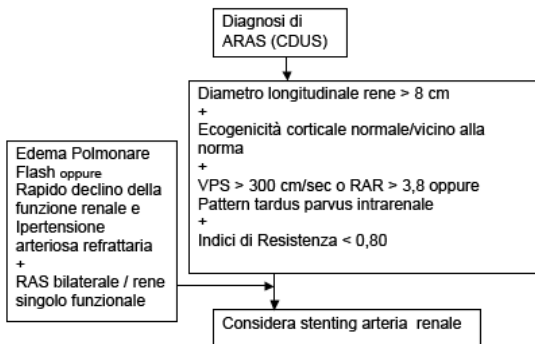 Diagnosi di
ARAS (CDUS)
Diametro longitudinale rene > 8 cm
+
Ecogenicità corticale normale/vicino alla
norma
+
VPS > 300 cm/sec o RAR > 3,8 oppure
Pattern tardus parvus intrarenale
+
Indici di Resistenza < 0,80
Edema Polmonare
Flash oppure
Rapido declino della
funzione renale e
Ipertensione
arteriosa refrattaria
+
RAS bilaterale / rene
singolo funzionale
Considera stenting arteria renale